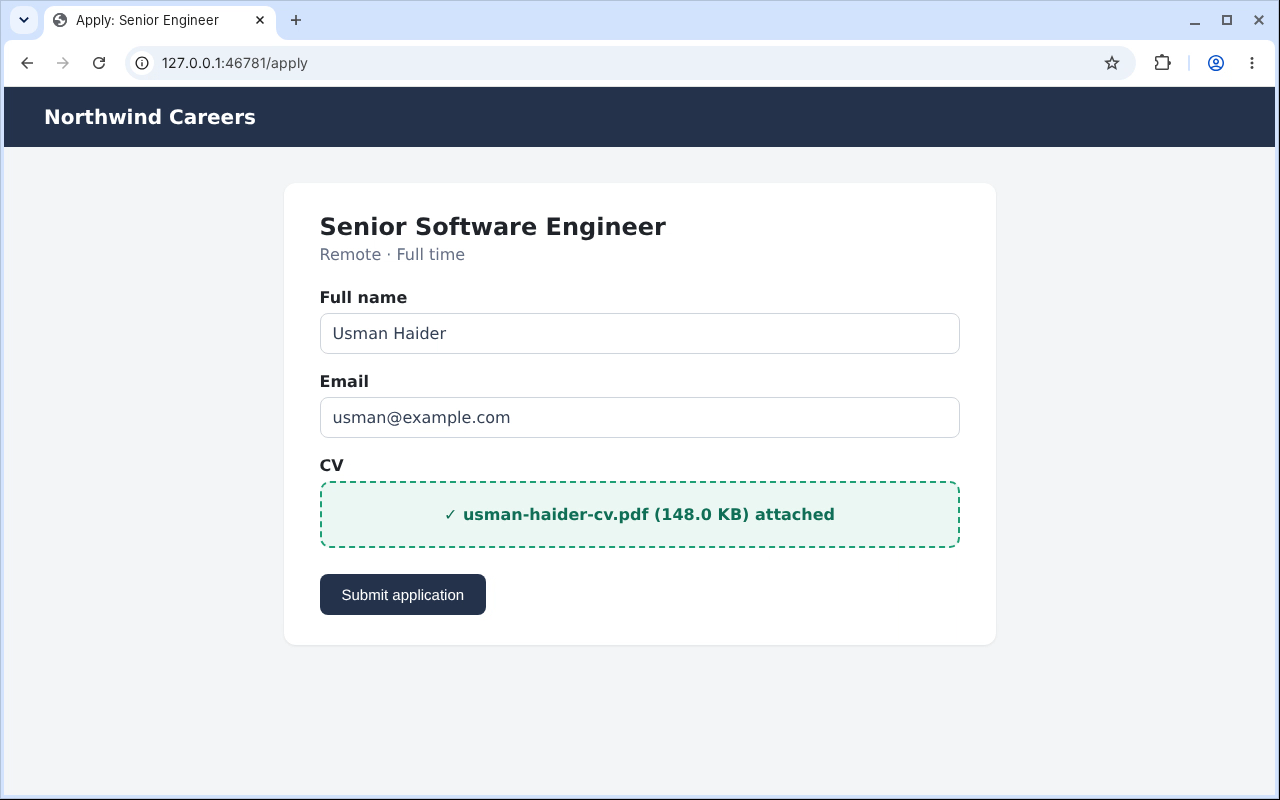 Apply: Senior Engineer
127.0.0.1:46781/apply
Northwind Careers
Senior Software Engineer
Remote · Full time
Full name
Usman Haider
Email
usman@example.com
CV
✓ usman-haider-cv.pdf (148.0 KB) attached
Submit application